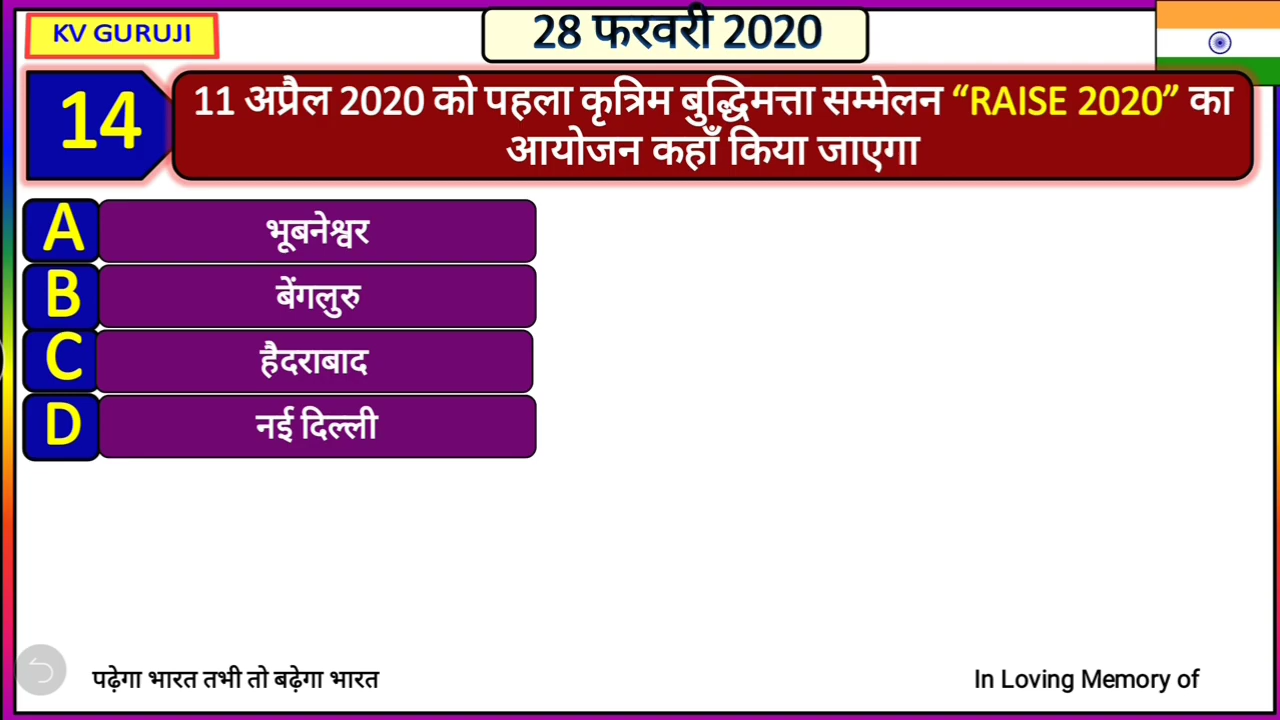 KV GURUJI
28 फरवरी 2020
14
11 अप्रैल 2020 को पहला कृत्रिम बुद्धिमत्ता सम्मेलन “RAISE 2020” का
आयोजन कहाँ किया जाएगा
A भूबनेश्वर
B बेंगलुरु
C हैदराबाद
D नई दिल्ली
पढ़ेगा भारत तभी तो बढ़ेगा भारत
In Loving Memory of